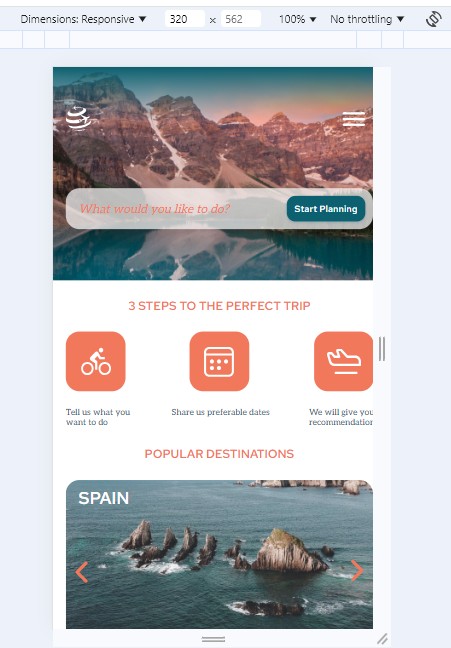 Dimensions: Responsive ▼ 320 x 562 100% ▼ No throttling ▼
What would you like to do? Start Planning
3 STEPS TO THE PERFECT TRIP
Tell us what you
want to do
Share us preferable dates
We will give you
recommendation
POPULAR DESTINATIONS
SPAIN